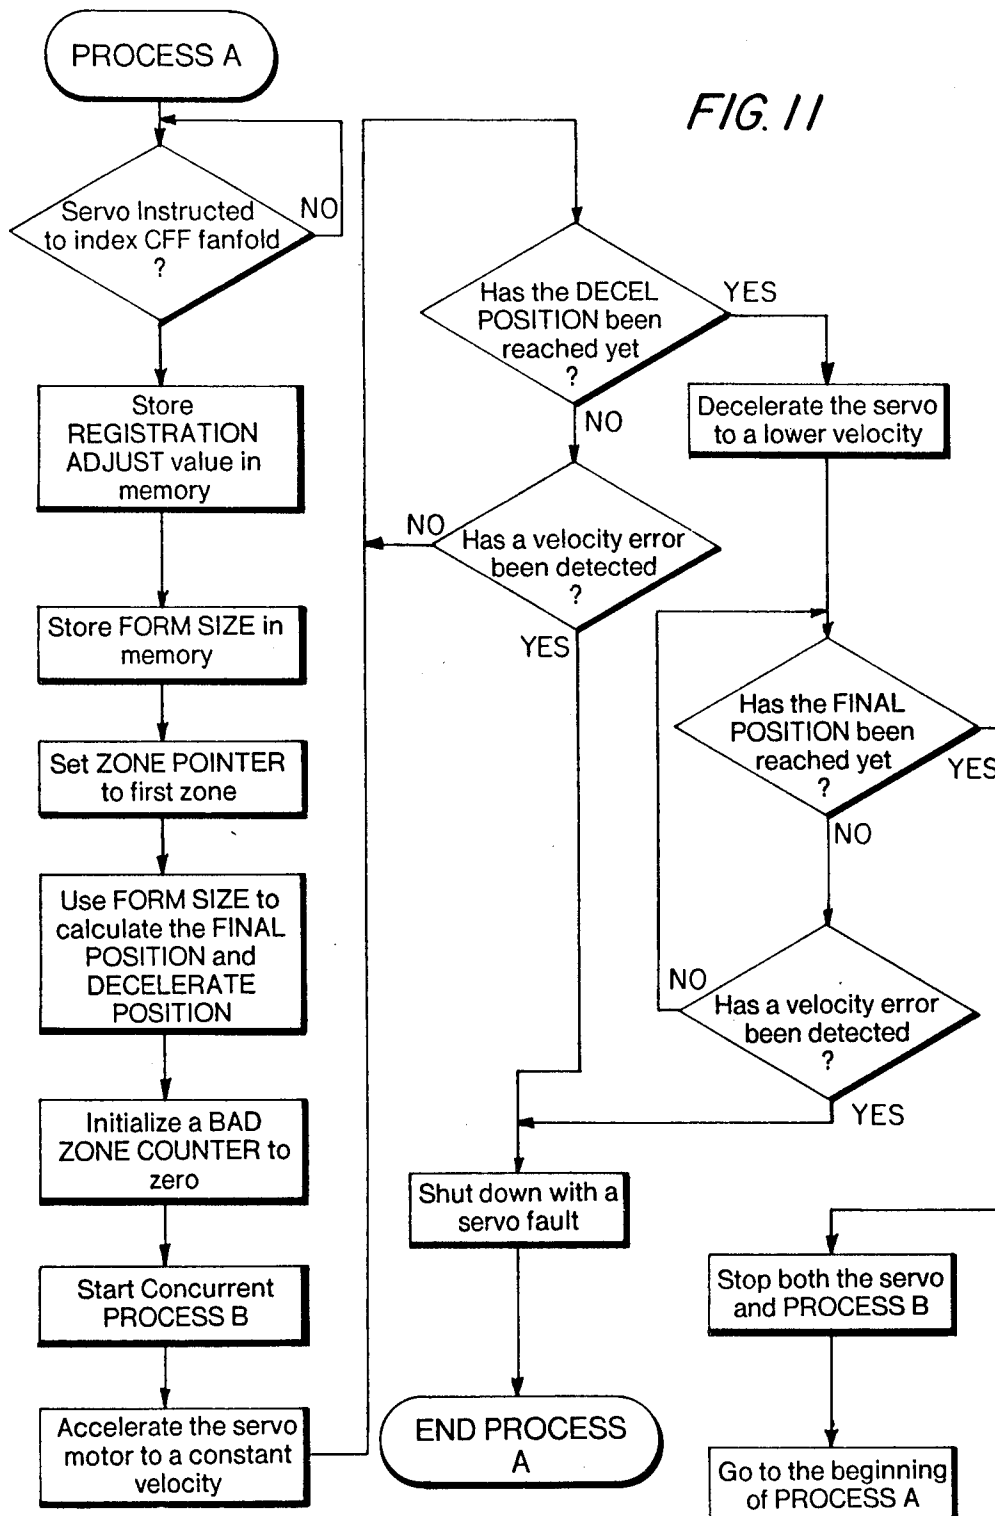 PROCESS A
FIG. 11
Servo Instructed
to index CFF fanfold
?
NO
Store
REGISTRATION
ADJUST value in
memory
Store FORM SIZE in
memory
Set ZONE POINTER
to first zone
Use FORM SIZE to
calculate the FINAL
POSITION and
DECELERATE
POSITION
Initialize a BAD
ZONE COUNTER to
zero
Start Concurrent
PROCESS B
Accelerate the servo
motor to a constant
velocity
Has the DECEL
POSITION been
reached yet
?
YES
NO
Has a velocity error
been detected
?
NO
YES
Decelerate the servo
to a lower velocity
Has the FINAL
POSITION been
reached yet
?
YES
NO
Has a velocity error
been detected
?
NO
YES
Shut down with a
servo fault
END PROCESS
A
Stop both the servo
and PROCESS B
Go to the beginning
of PROCESS A